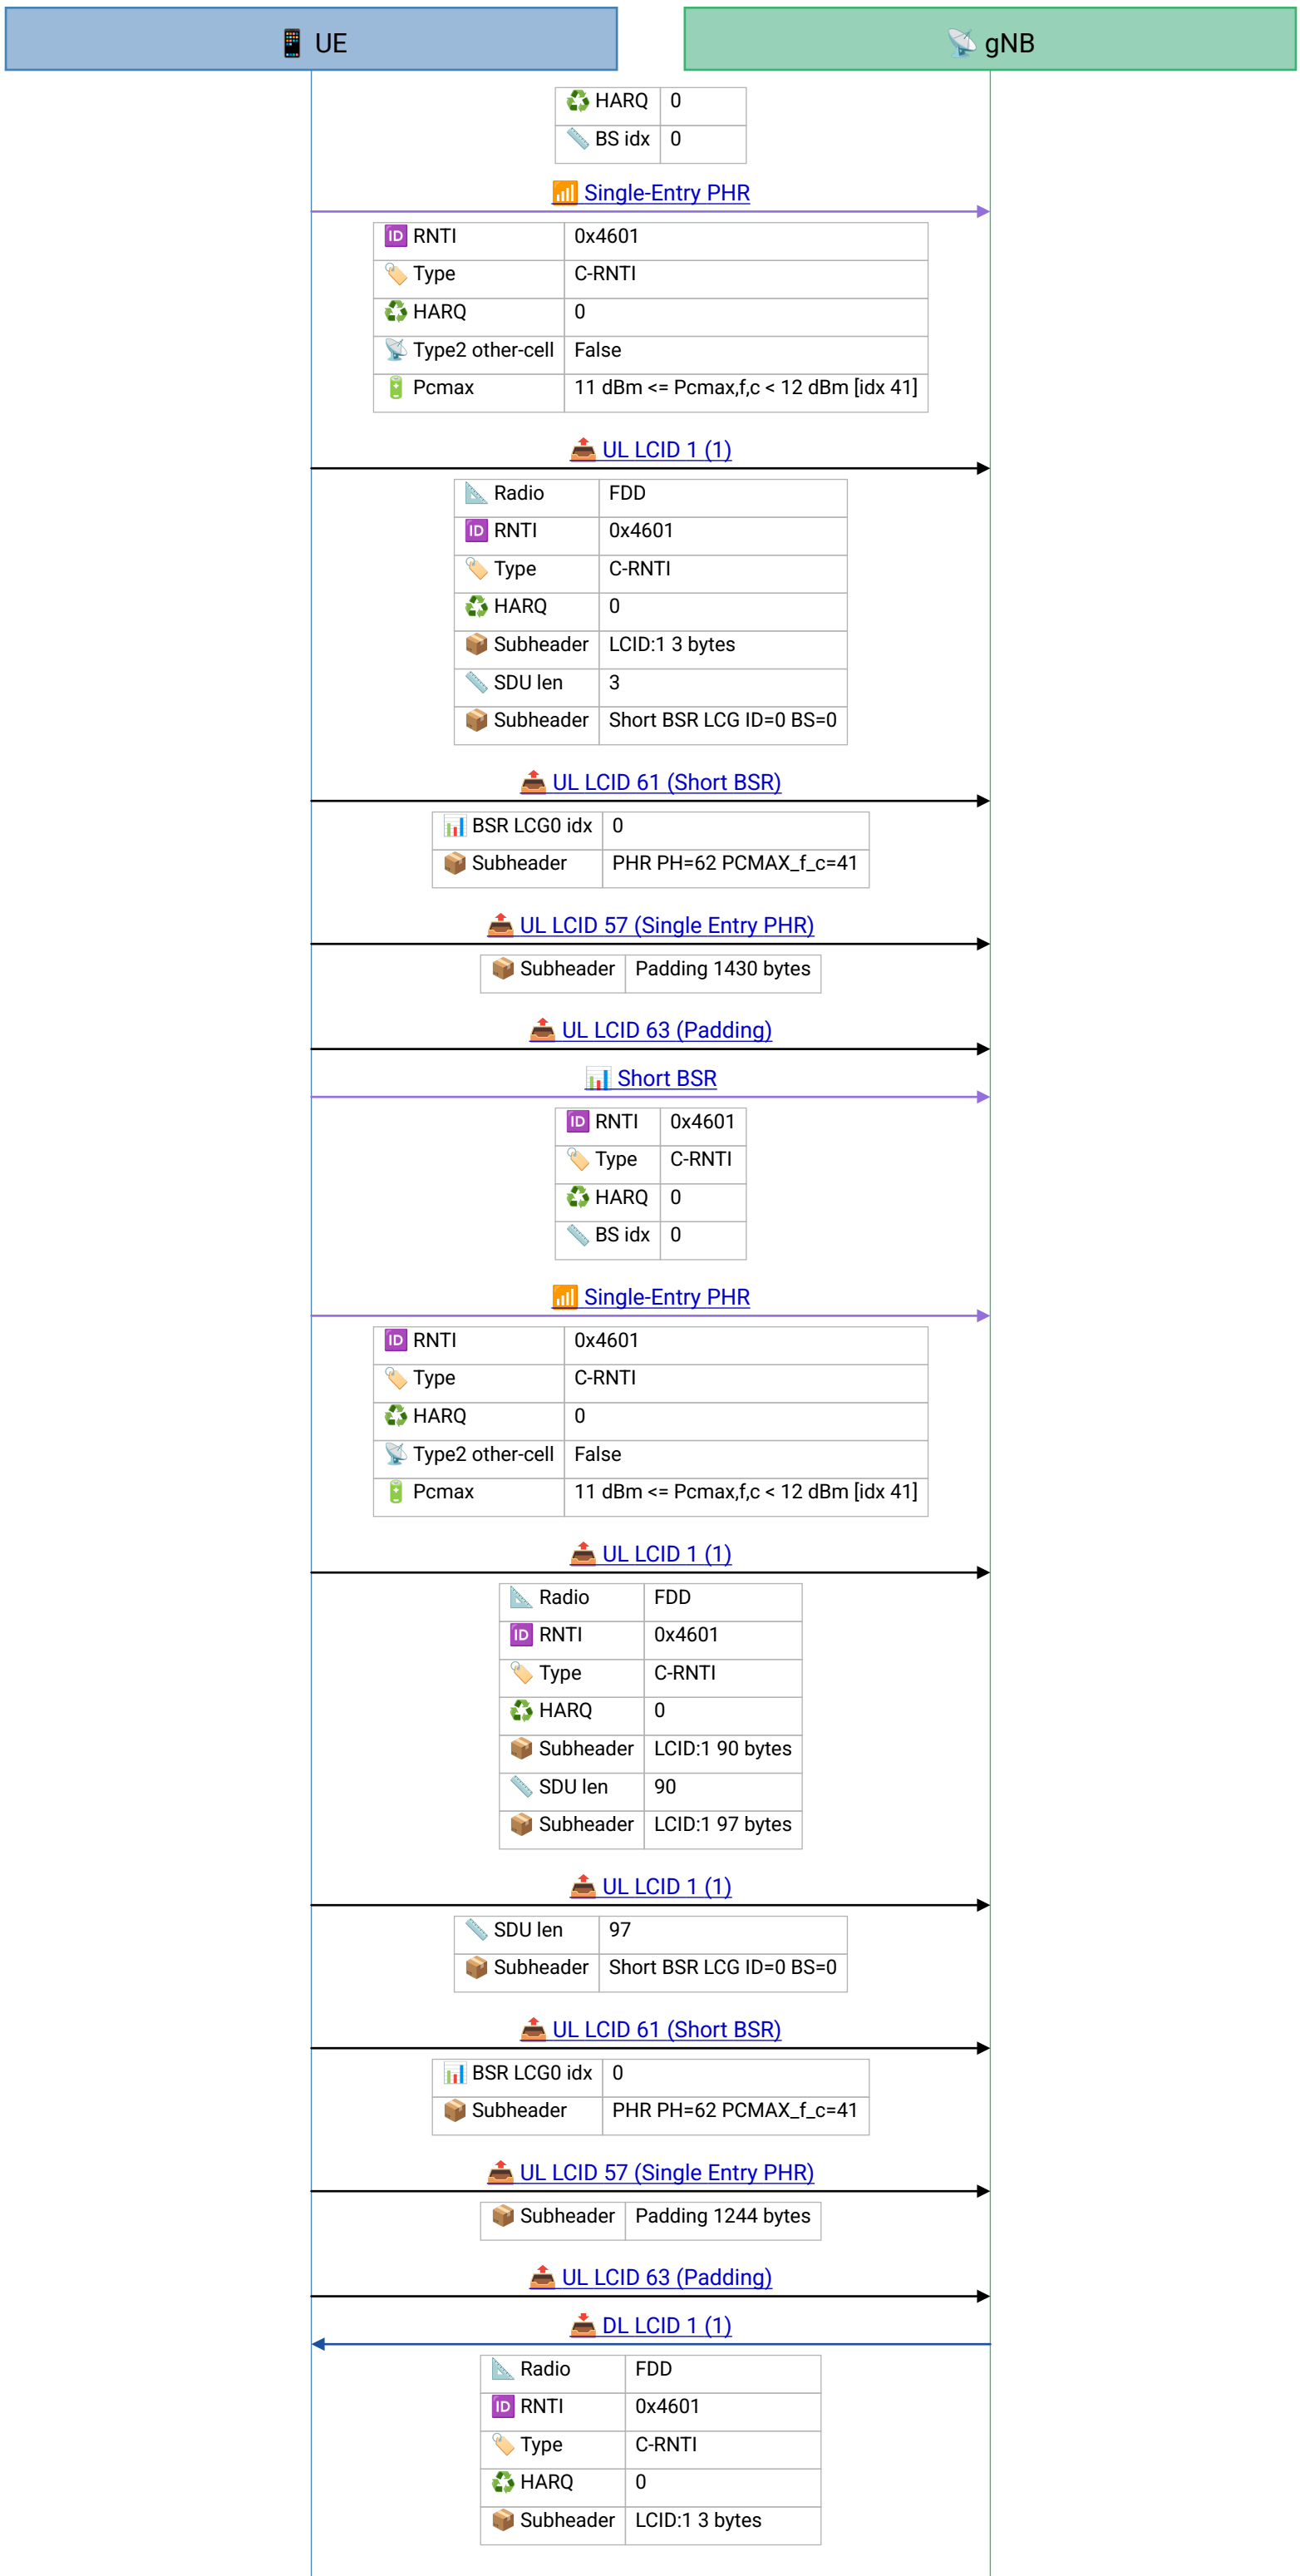 📱 UE
📡 gNB
♻️ HARQ 0
📏 BS idx 0
📶 Single-Entry PHR
🆔 RNTI 0x4601
🏷️ Type C-RNTI
♻️ HARQ 0
📡 Type2 other-cell False
🔋 Pcmax 11 dBm <= Pcmax,f,c < 12 dBm [idx 41]
📤 UL LCID 1 (1)
📐 Radio FDD
🆔 RNTI 0x4601
🏷️ Type C-RNTI
♻️ HARQ 0
📦 Subheader LCID:1 3 bytes
📏 SDU len 3
📦 Subheader Short BSR LCG ID=0 BS=0
📤 UL LCID 61 (Short BSR)
📊 BSR LCG0 idx 0
📦 Subheader PHR PH=62 PCMAX_f_c=41
📤 UL LCID 57 (Single Entry PHR)
📦 Subheader Padding 1430 bytes
📤 UL LCID 63 (Padding)
📊 Short BSR
🆔 RNTI 0x4601
🏷️ Type C-RNTI
♻️ HARQ 0
📏 BS idx 0
📶 Single-Entry PHR
🆔 RNTI 0x4601
🏷️ Type C-RNTI
♻️ HARQ 0
📡 Type2 other-cell False
🔋 Pcmax 11 dBm <= Pcmax,f,c < 12 dBm [idx 41]
📤 UL LCID 1 (1)
📐 Radio FDD
🆔 RNTI 0x4601
🏷️ Type C-RNTI
♻️ HARQ 0
📦 Subheader LCID:1 90 bytes
📏 SDU len 90
📦 Subheader LCID:1 97 bytes
📤 UL LCID 1 (1)
📏 SDU len 97
📦 Subheader Short BSR LCG ID=0 BS=0
📤 UL LCID 61 (Short BSR)
📊 BSR LCG0 idx 0
📦 Subheader PHR PH=62 PCMAX_f_c=41
📤 UL LCID 57 (Single Entry PHR)
📦 Subheader Padding 1244 bytes
📤 UL LCID 63 (Padding)
📥 DL LCID 1 (1)
📐 Radio FDD
🆔 RNTI 0x4601
🏷️ Type C-RNTI
♻️ HARQ 0
📦 Subheader LCID:1 3 bytes